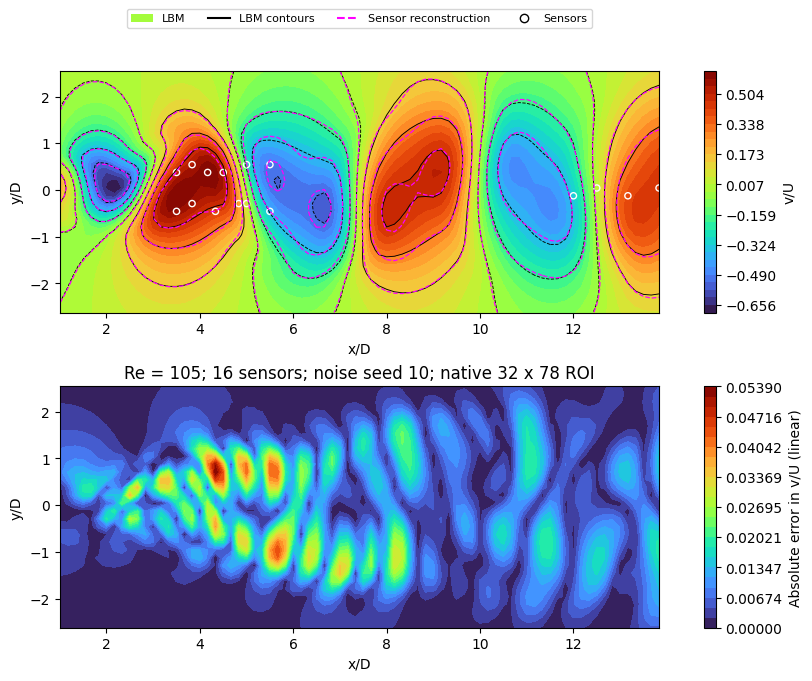 LBM LBM contours Sensor reconstruction Sensors
2
1
0
−1
−2
y/D
2 4 6 8 10 12
x/D
0.504
0.338
0.173
0.007
−0.159
−0.324
−0.490
−0.656
v/U
Re = 105; 16 sensors; noise seed 10; native 32 x 78 ROI
2
1
0
−1
−2
y/D
2 4 6 8 10 12
x/D
0.05390
0.04716
0.04042
0.03369
0.02695
0.02021
0.01347
0.00674
0.00000
Absolute error in v/U (linear)